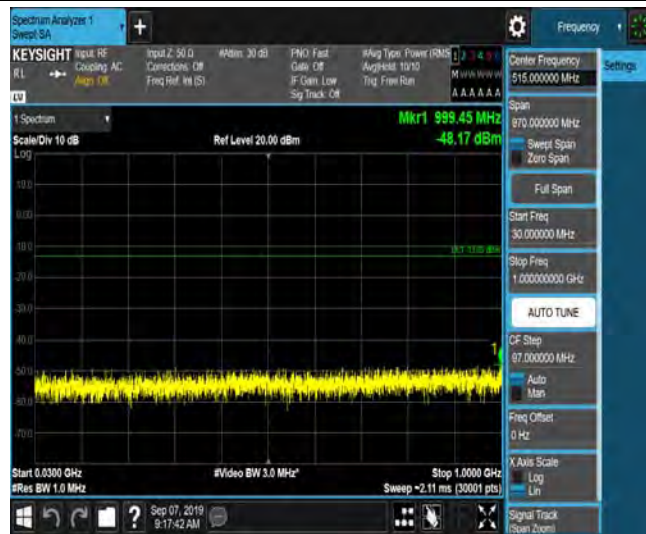 Spectrum Analyzer 1
Swept SA
+
Frequency
KEYSIGHT
Input: RF
Input Z: 50 Ω
#Atten: 30 dB
PNO: Fast
#Avg Type: Power (RMS
1 2 3 4 5 6
RL
Coupling: AC
Corrections: Off
Gate: Off
Avg|Hold: 10/10
M W W W W W
Align: Off
Freq Ref: Int (S)
IF Gain: Low
Trig: Free Run
Sig Track: Off
A A A A A A
LV
Center Frequency
515.000000 MHz
Settings
Span
970.000000 MHz
Swept Span
Zero Span
Full Span
Start Freq
30.000000 MHz
Stop Freq
1.000000000 GHz
AUTO TUNE
CF Step
97.000000 MHz
Auto
Man
Freq Offset
0 Hz
X Axis Scale
Log
Lin
Signal Track
(Span Zoom)
1 Spectrum
Mkr1 999.45 MHz
Scale/Div 10 dB
Ref Level 20.00 dBm
-48.17 dBm
Log
10.0
0.00
-10.0
DL1 -13.00 dBm
-20.0
-30.0
-40.0
1
-50.0
-60.0
-70.0
Start 0.0300 GHz
#Video BW 3.0 MHz*
Stop 1.0000 GHz
#Res BW 1.0 MHz
Sweep ~2.11 ms (30001 pts)
?
Sep 07, 2019
9:17:42 AM